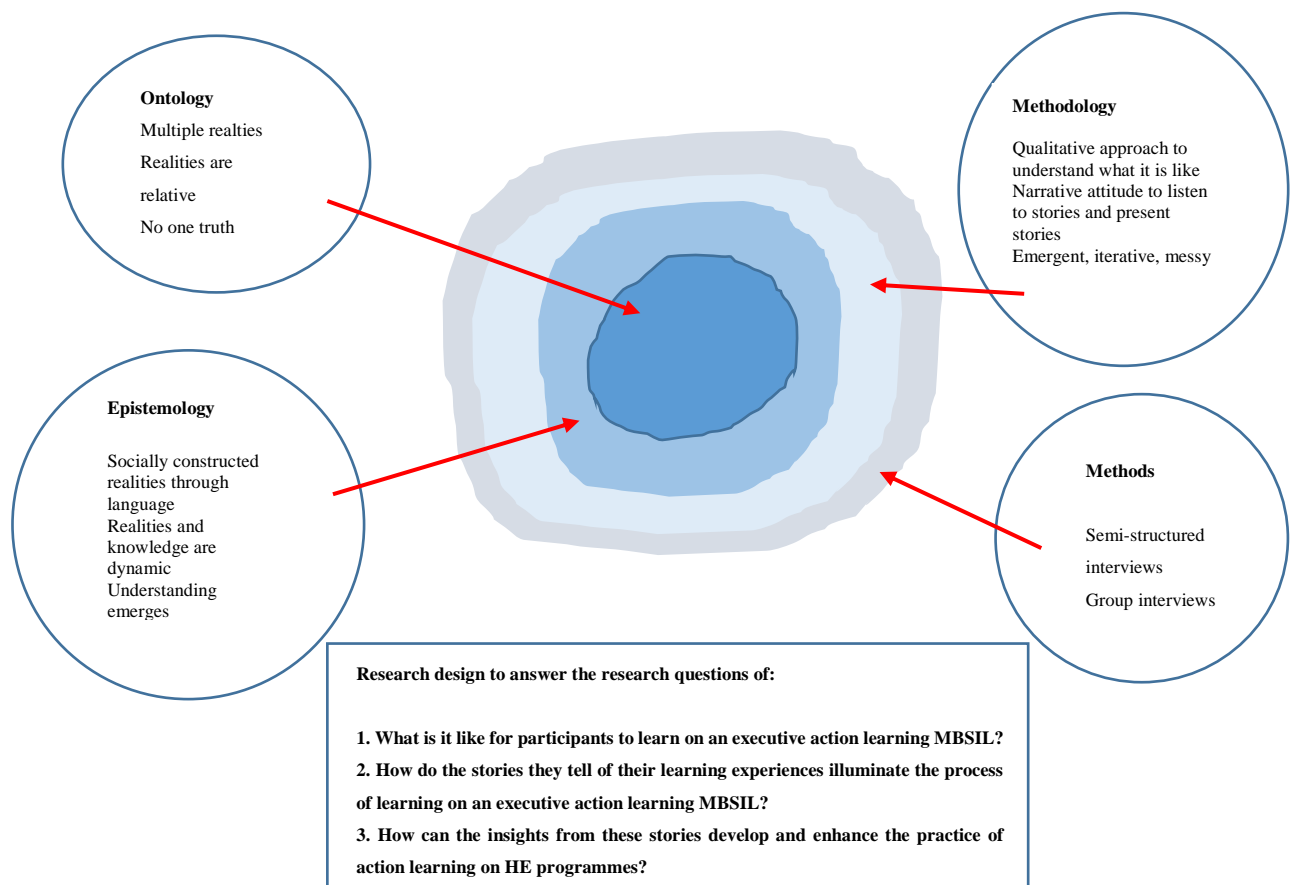 Ontology
Multiple realties
Realities are
relative
No one truth
Methodology
Qualitative approach to
understand what it is like
Narrative attitude to listen
to stories and present
stories
Emergent, iterative, messy
Epistemology
Socially constructed
realities through
language
Realities and
knowledge are
dynamic
Understanding
emerges
Methods
Semi-structured
interviews
Group interviews
Research design to answer the research questions of:
1. What is it like for participants to learn on an executive action learning MBSIL?
2. How do the stories they tell of their learning experiences illuminate the process
of learning on an executive action learning MBSIL?
3. How can the insights from these stories develop and enhance the practice of
action learning on HE programmes?